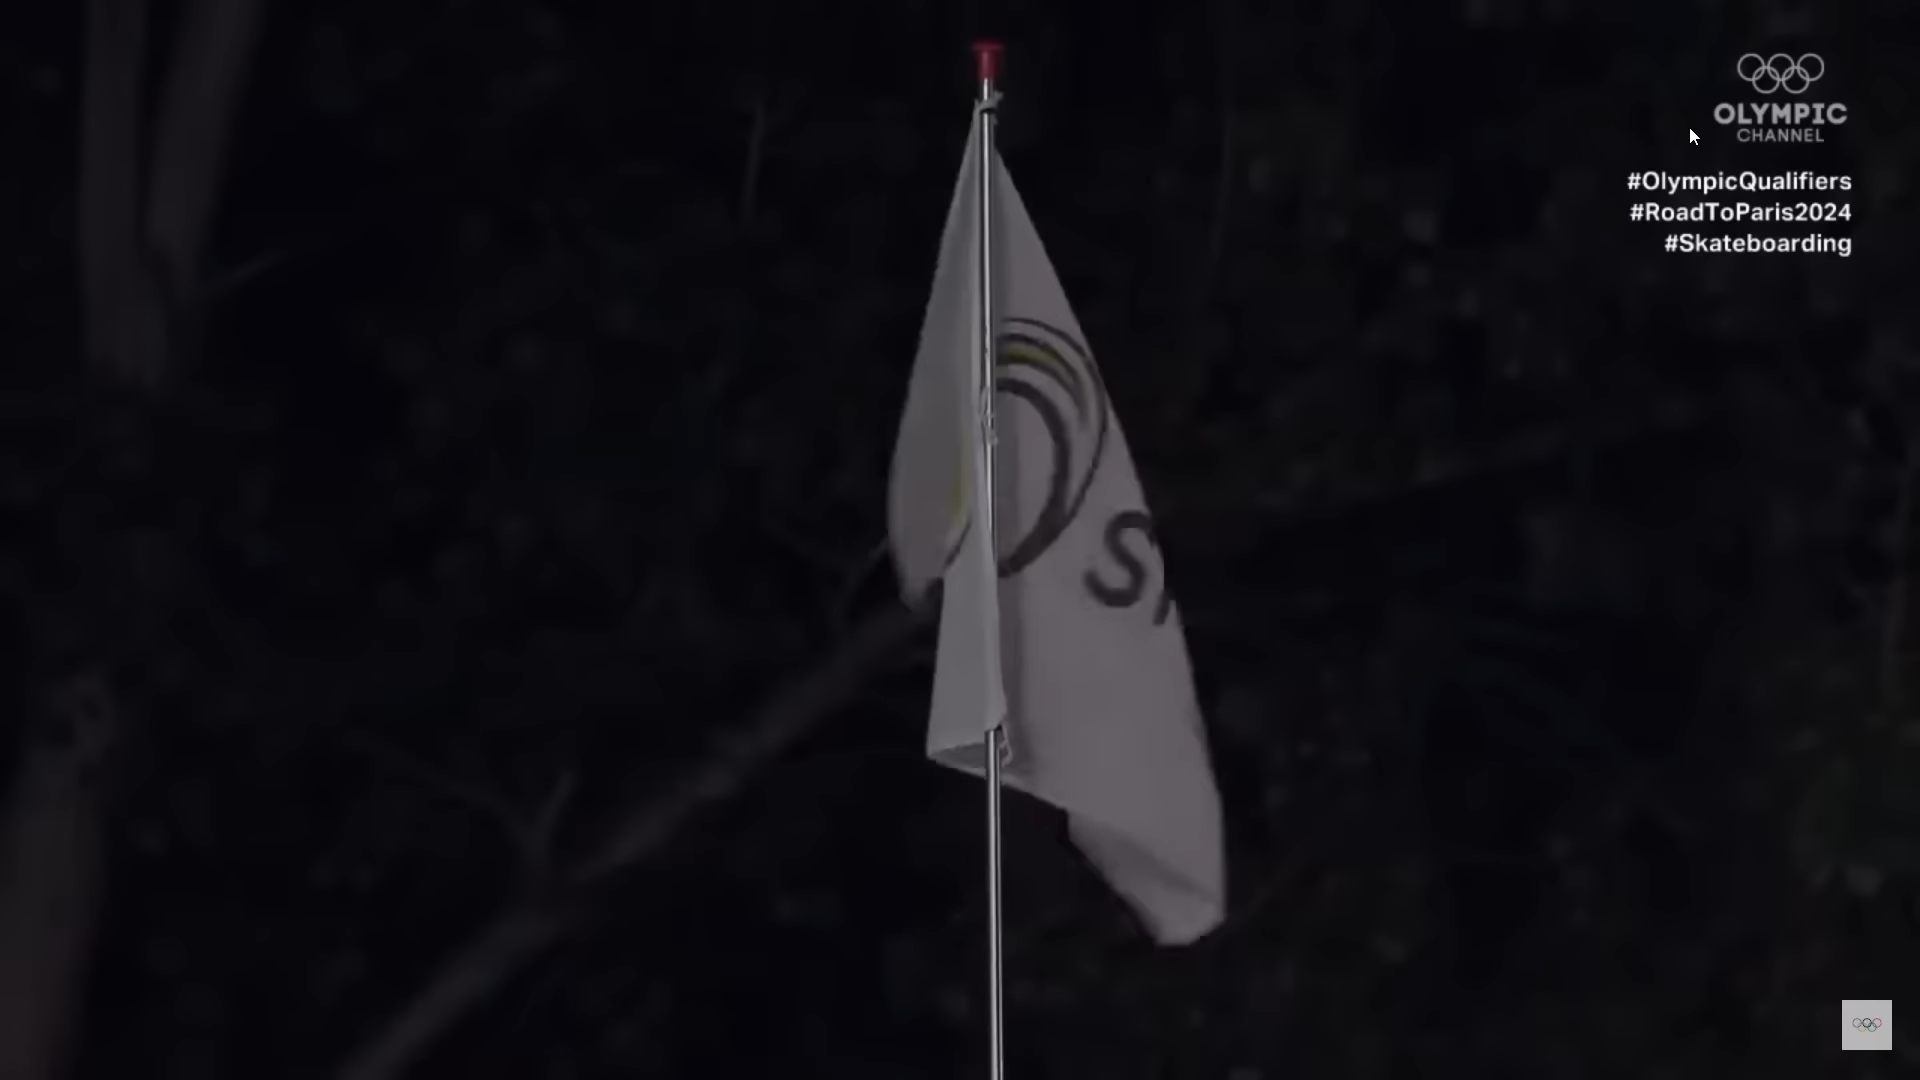 OLYMPIC
CHANNEL
#OlympicQualifiers
#RoadToParis2024
#Skateboarding
S